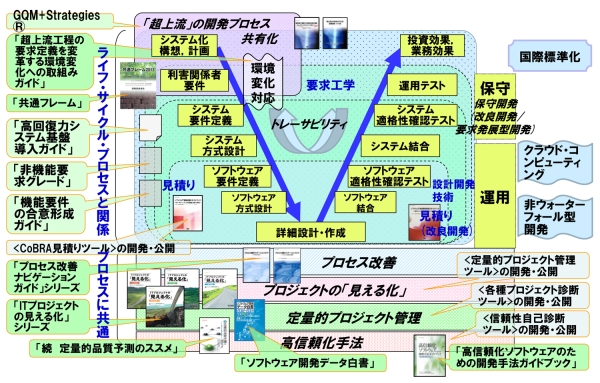 GQM+Strategies
®
「超上流」の開発プロセス
共有化
システム化
構想、計画
投資効果、
業務効果
国際標準化
「超上流工程の
要求定義を変
革する環境変
化への取組み
ガイド」
ライフ・サイクル・プロセスと関係
利害関係者
要件
環境
変化
対応
要求工学
運用テスト
保守
保守開発
(改良開発/
要求発展型開発)
「共通フレーム」
システム
要件定義
トレーサビリティ
システム
適格性確認テスト
「高回復力シ
ステム基盤
導入ガイド」
システム
方式設計
システム結合
クラウド・コ
ンピューティ
ング
「非機能要
求グレード」
見積り
ソフトウェア
要件定義
ソフトウェア
適格性確認テスト
設計開発
技術
運用
「機能要件
の合意形成
ガイド」
ソフトウェア
方式設計
ソフトウェア
結合
見積り
(改良開発)
非ウォーター
フォール型開
発
詳細設計・作成
<CoBRA見積りツール>の開発・公開
プロセスに共通
「プロセス改善
ナビゲーション
ガイド」シリーズ
プロセス改善
<定量的プロジェクト管理
ツール>の開発・公開
プロジェクトの「見える化」
<各種プロジェクト診断
ツール>の開発・公開
「ITプロジェクト
の見える化」
シリーズ
定量的プロジェクト管理
<信頼性自己診断
ツール>の開発・公開
高信頼化手法
「続 定量的品質予測のススメ」
「ソフトウェア開発データ白書」
「高信頼化ソフトウェアのた
めの開発手法ガイドブック」